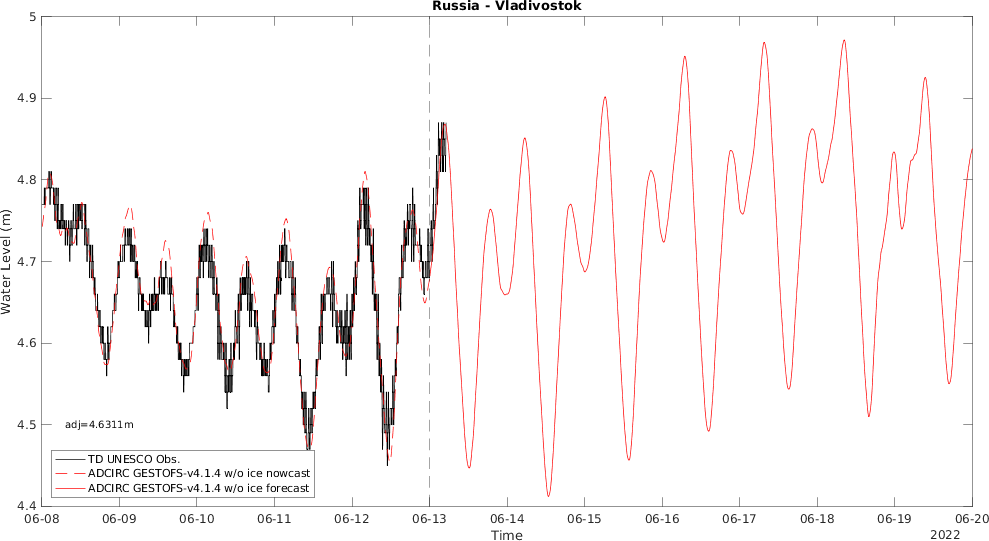 Russia - Vladivostok
5
4.9
4.8
4.7
4.6
4.5
4.4
Water Level (m)
adj=4.6311m
TD UNESCO Obs.
ADCIRC GESTOFS-v4.1.4 w/o ice nowcast
ADCIRC GESTOFS-v4.1.4 w/o ice forecast
06-08 06-09 06-10 06-11 06-12 06-13 06-14 06-15 06-16 06-17 06-18 06-19 06-20
Time
2022